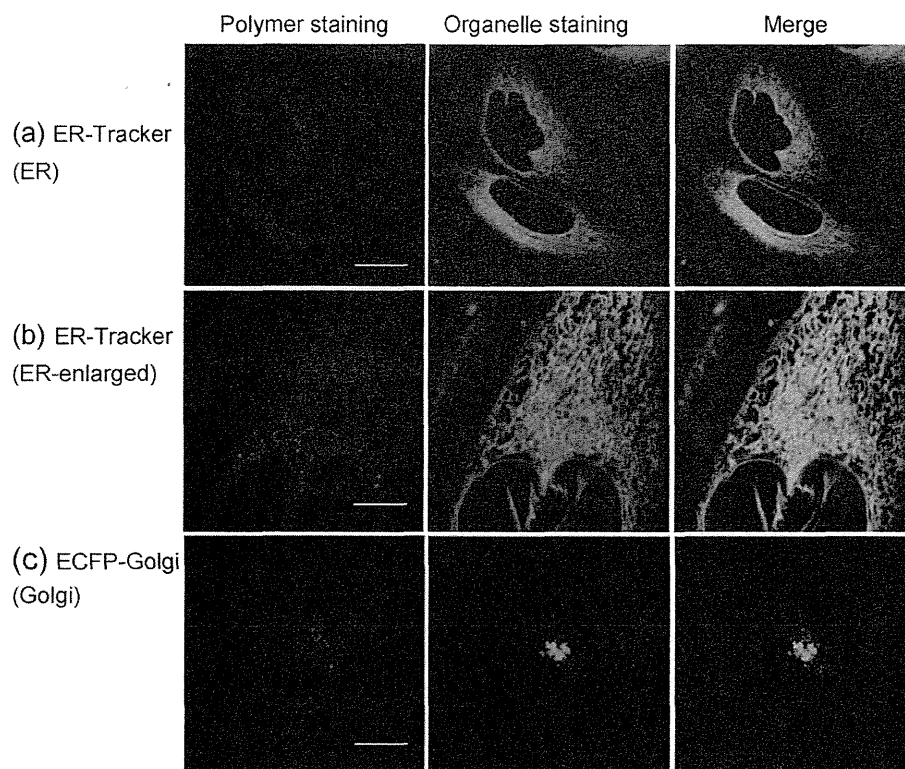 Polymer staining Organelle staining Merge
(a) ER-Tracker
(ER)
(b) ER-Tracker
(ER-enlarged)
(c) ECFP-Golgi
(Golgi)